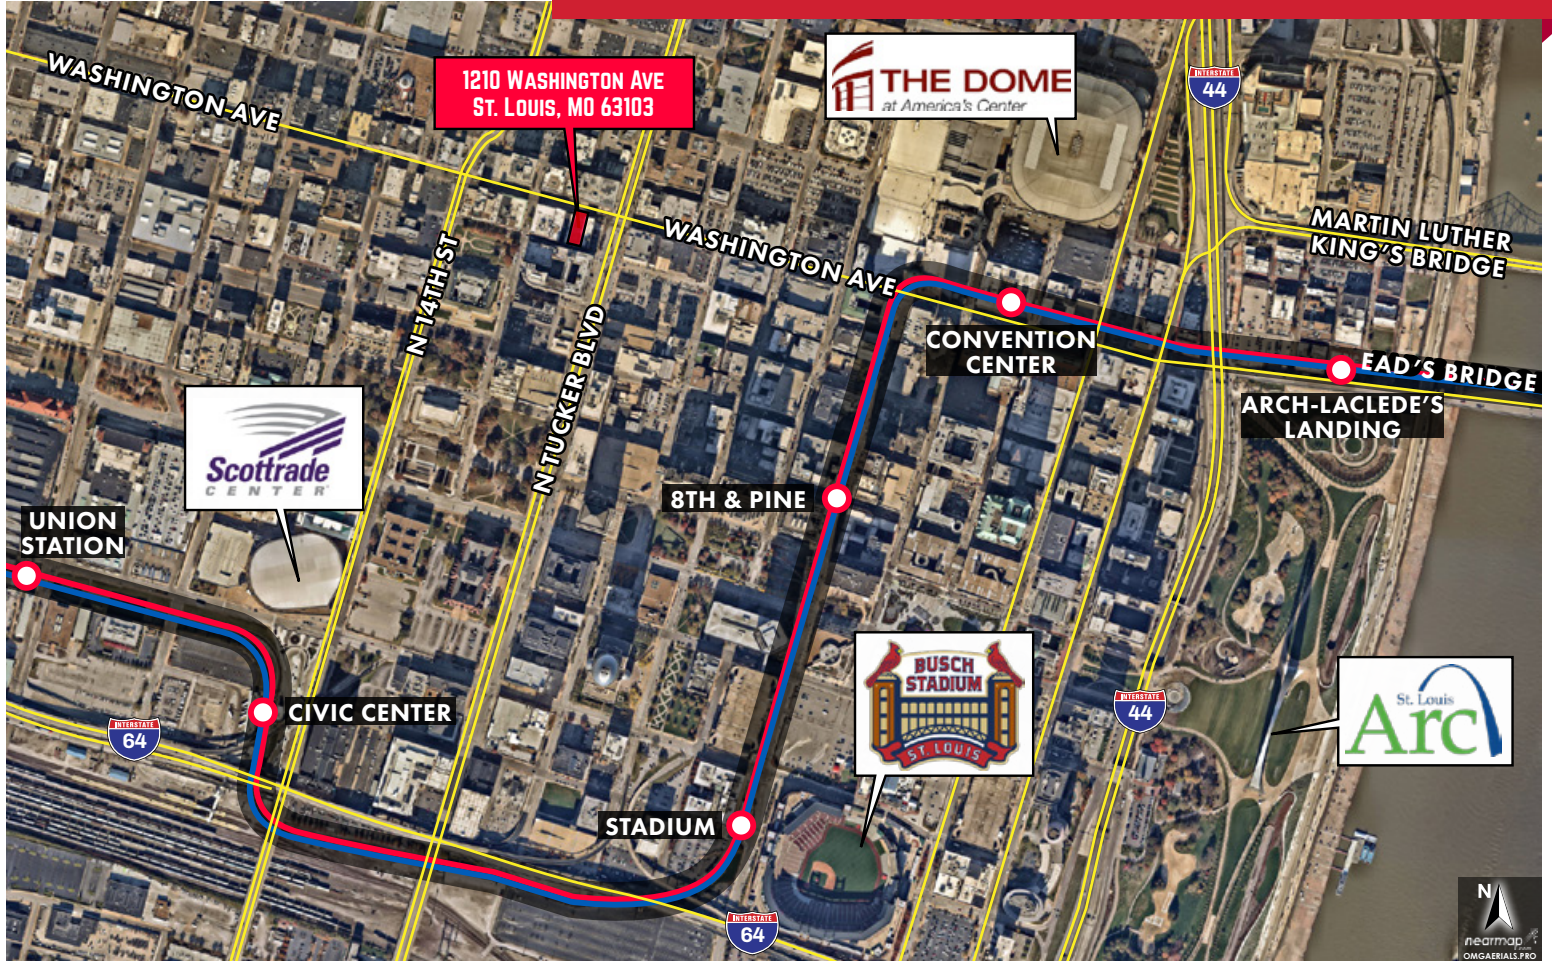 WASHINGTON AVE
1210 WASHINGTON AVE
ST. LOUIS, MO 63103
THE DOME
at America's Center
INTERSTATE
44
MARTIN LUTHER
KING'S BRIDGE
WASHINGTON AVE
N 14TH ST
N TUCKER BLVD
CONVENTION
CENTER
EAD'S BRIDGE
ARCH-LACLEDE'S
LANDING
Scottrade
CENTER
8TH & PINE
UNION
STATION
BUSCH
STADIUM
ST. LOUIS
St. Louis
Arc
INTERSTATE
44
CIVIC CENTER
INTERSTATE
64
STADIUM
INTERSTATE
64
N
nearmap
OMGAERIALS.PRO